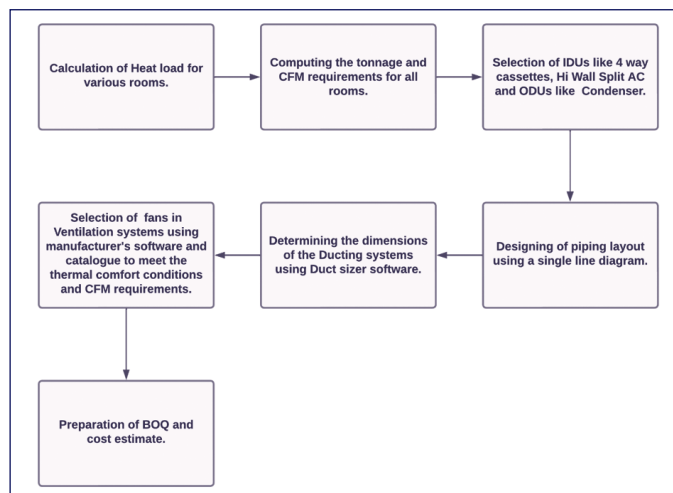 Calculation of Heat load for
various rooms.
Computing the tonnage and
CFM requirements for all
rooms.
Selection of IDUs like 4 way
cassettes, Hi Wall Split AC
and ODUs like Condenser.
Designing of piping layout
using a single line diagram.
Determining the dimensions
of the Ducting systems
using Duct sizer software.
Selection of fans in
Ventilation systems using
manufacturer's software and
catalogue to meet the
thermal comfort conditions
and CFM requirements.
Preparation of BOQ and
cost estimate.